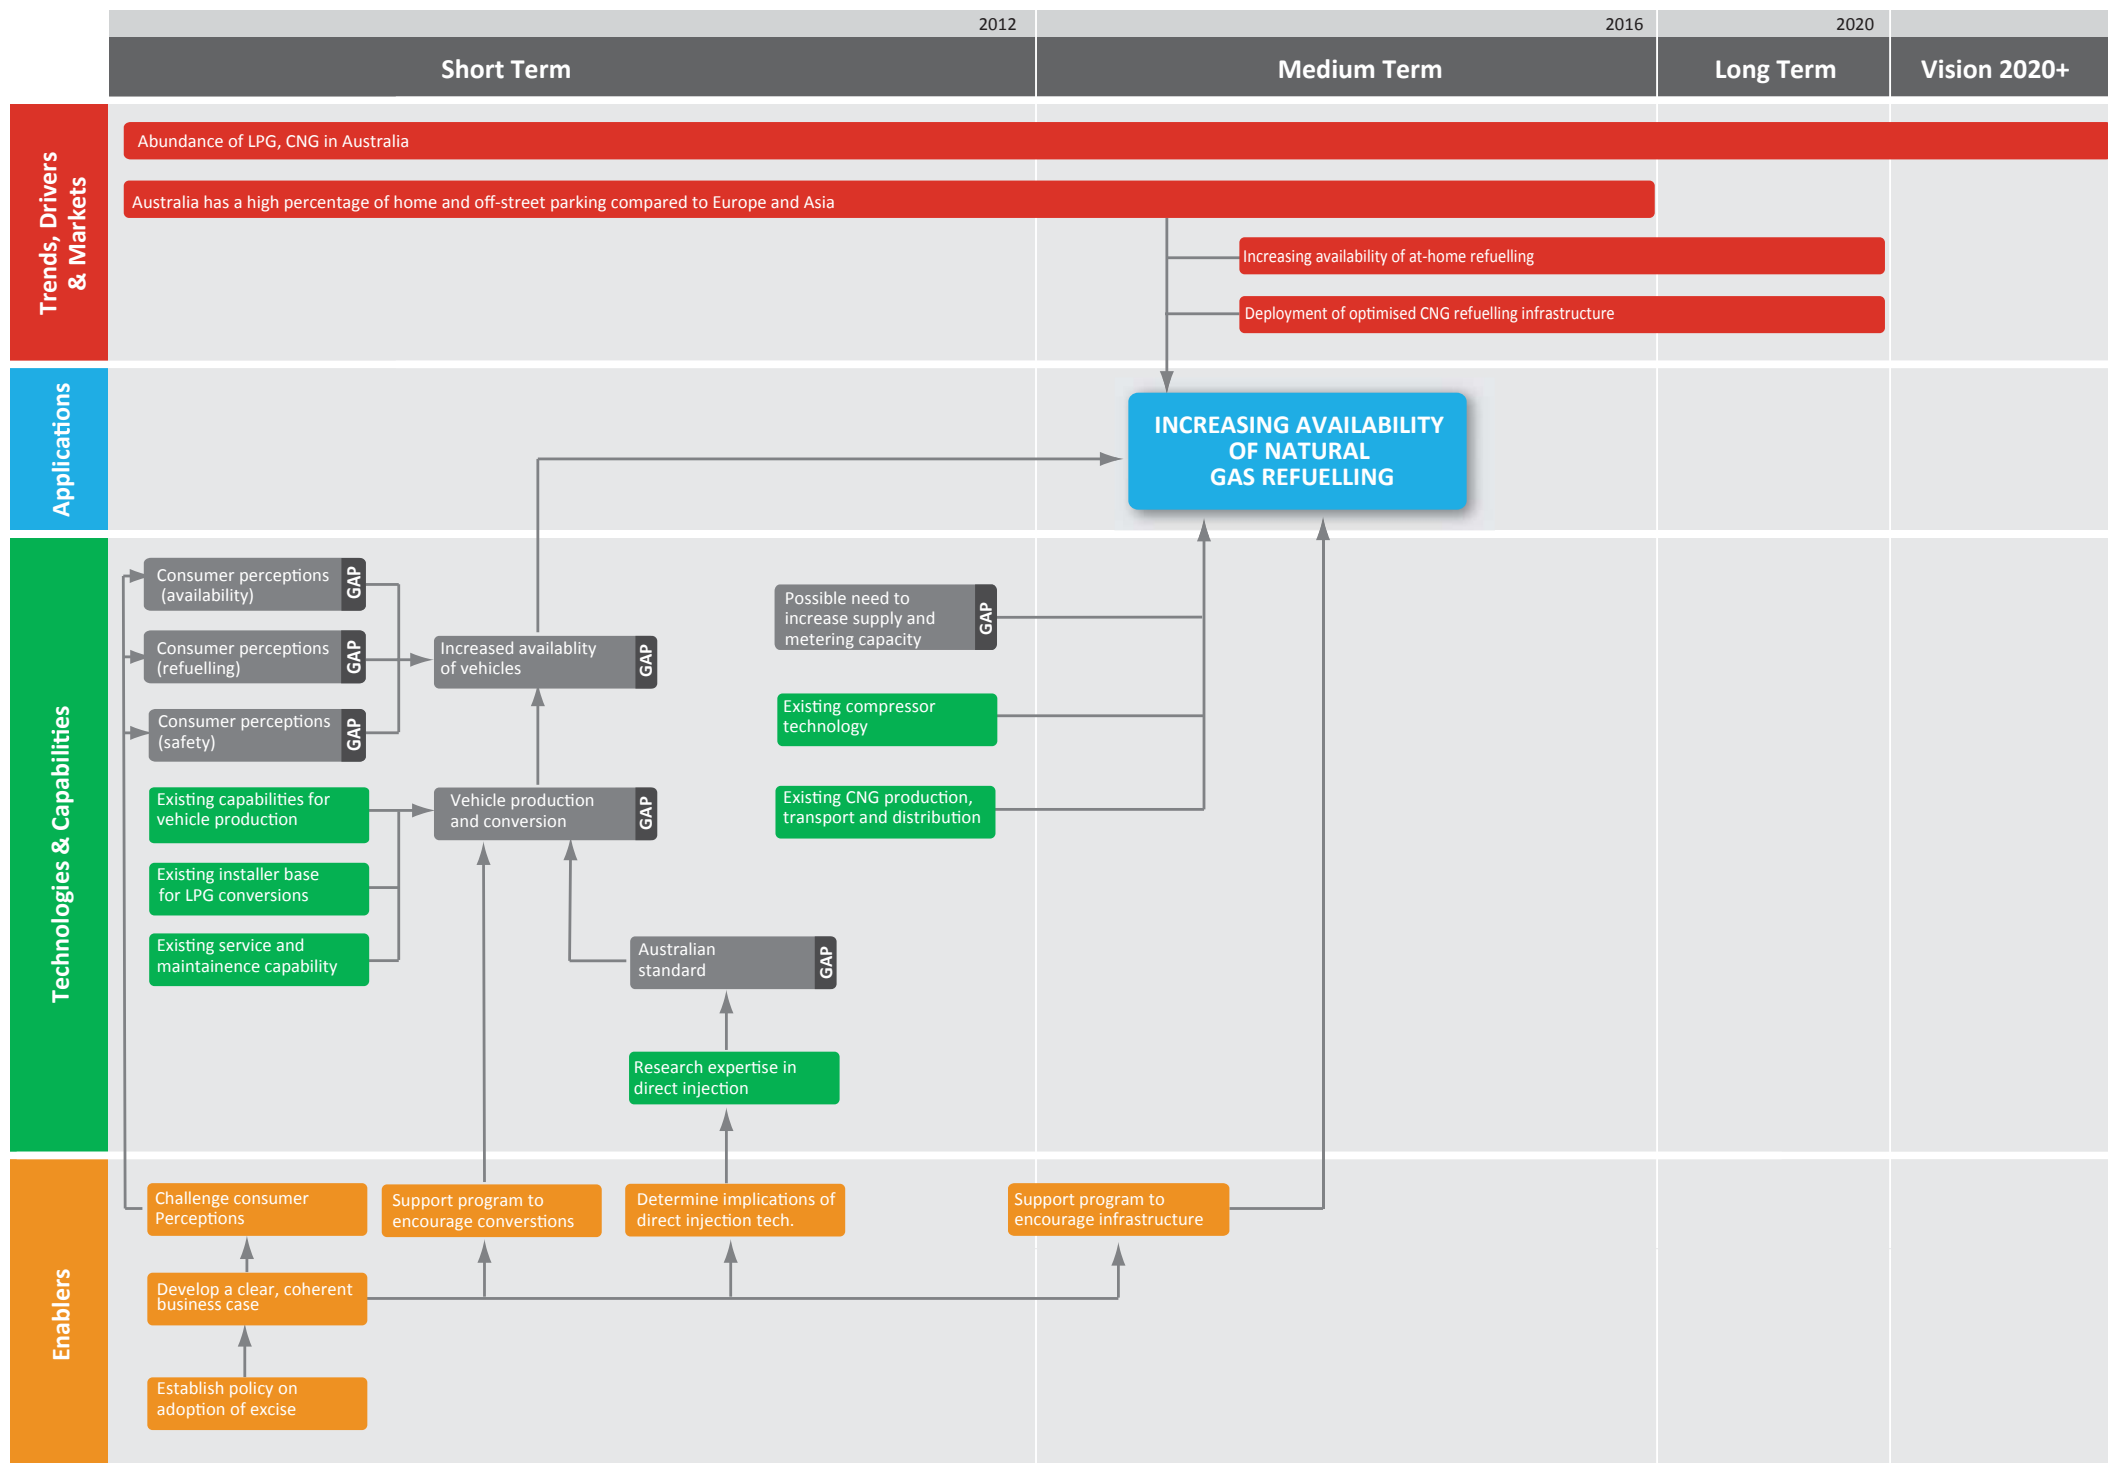 2012
2016
2020
Short Term
Medium Term
Long Term
Vision 2020+
Trends, Drivers
& Markets
Abundance of LPG, CNG in Australia
Australia has a high percentage of home and off-street parking compared to Europe and Asia
Increasing availability of at-home refuelling
Deployment of optimised CNG refuelling infrastructure
Applications
INCREASING AVAILABILITY
OF NATURAL
GAS REFUELLING
Technologies & Capabilities
Consumer perceptions
(availability)
GAP
Consumer perceptions
(refuelling)
GAP
Consumer perceptions
(safety)
GAP
Increased availablity
of vehicles
GAP
Possible need to
increase supply and
metering capacity
GAP
Existing compressor
technology
Existing capabilities for
vehicle production
Vehicle production
and conversion
GAP
Existing CNG production,
transport and distribution
Existing installer base
for LPG conversions
Existing service and
maintainence capability
Australian
standard
GAP
Research expertise in
direct injection
Enablers
Challenge consumer
Perceptions
Support program to
encourage converstions
Determine implications of
direct injection tech.
Support program to
encourage infrastructure
Develop a clear, coherent
business case
Establish policy on
adoption of excise